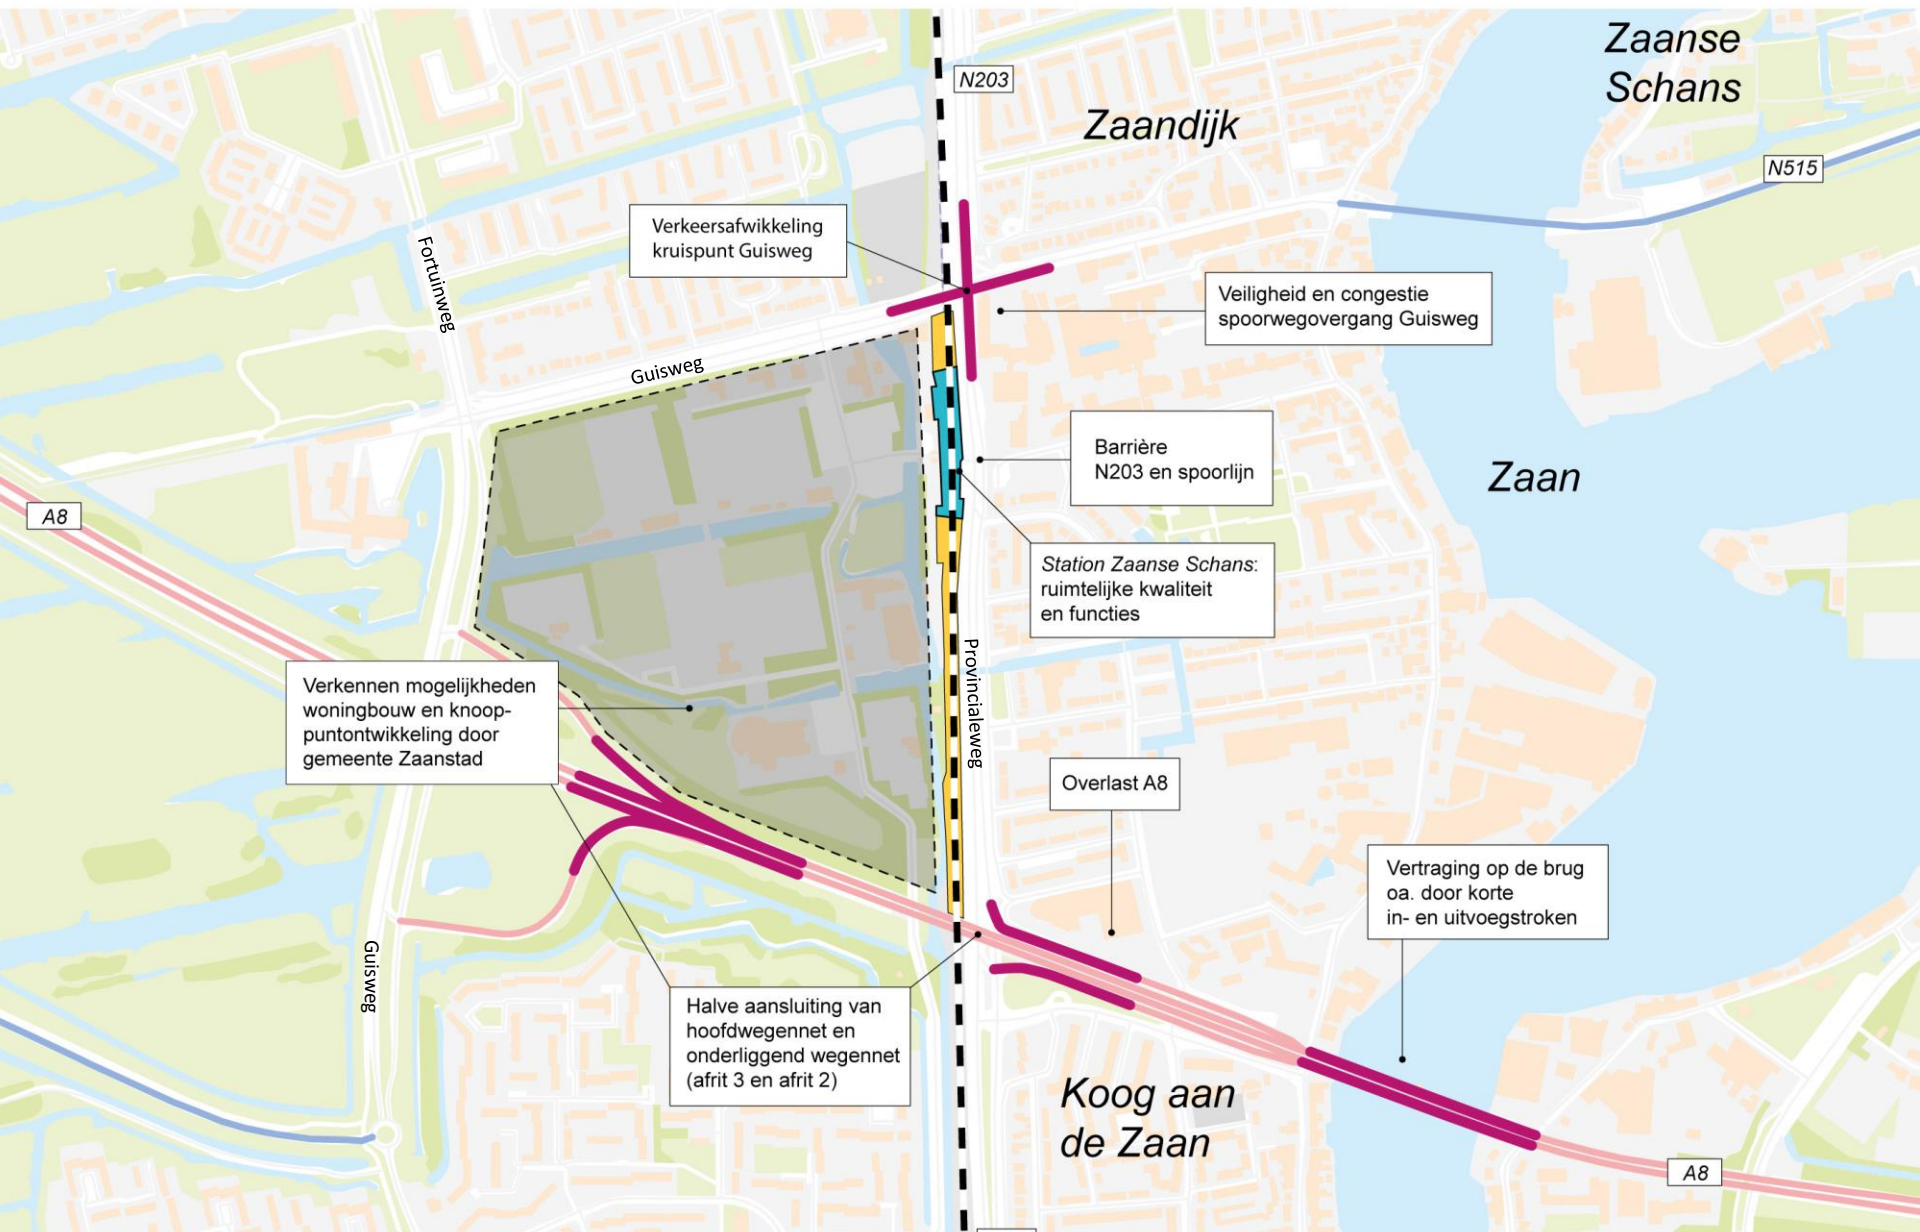 Zaanse
Schans
N203
Zaandijk
N515
Verkeersafwikkeling
kruispunt Guisweg
Fortuinweg
Veiligheid en congestie
spoorwegovergang Guisweg
Guisweg
Barrière
N203 en spoorlijn
Zaan
A8
Station Zaanse Schans:
ruimtelijke kwaliteit
en functies
Provincialeweg
Verkennen mogelijkheden
woningbouw en knoop-
puntontwikkeling door
gemeente Zaanstad
Overlast A8
Vertraging op de brug
oa. door korte
in- en uitvoegstroken
Guisweg
Halve aansluiting van
hoofdwegennet en
onderliggend wegennet
(afrit 3 en afrit 2)
Koog aan
de Zaan
A8